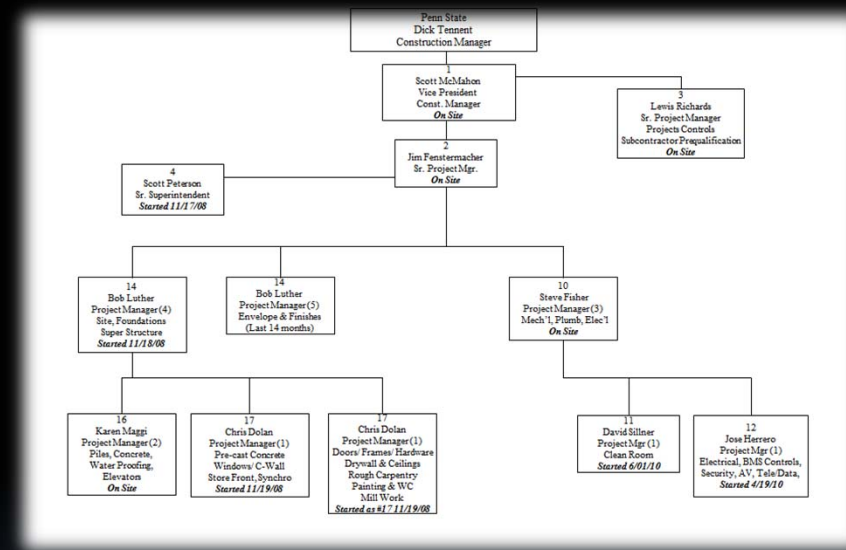 Penn State
Dick Tennent
Construction Manager
1
Scott McMahon
Vice President
Const. Manager
On Site
3
Lewis Richards
Sr. Project Manager
Projects Controls
Subcontractor Prequalification
On Site
2
Jim Fenstermacher
Sr. Project Mgr.
On Site
4
Scott Peterson
Sr. Superintendent
Started 11/17/08
14
Bob Luther
Project Manager (4)
Site, Foundations
Super Structure
Started 11/18/08
14
Bob Luther
Project Manager (5)
Envelope & Finishes
(Last 14 months)
10
Steve Fisher
Project Manager (3)
Mech'l, Plumb, Elec'l
On Site
16
Karen Maggi
Project Manager (2)
Piles, Concrete,
Water Proofing,
Elevators
On Site
17
Chris Dolan
Project Manager (1)
Pre-cast Concrete
Windows/ C-Wall
Store Front, Synchro
Started 11/19/08
17
Chris Dolan
Project Manager (1)
Doors/ Frames/ Hardware
Drywall & Ceilings
Rough Carpentry
Painting & WC
Mill Work
Started as #17 11/19/08
11
David Sillner
Project Mgr (1)
Clean Room
Started 6/01/10
12
Jose Herrero
Project Mgr (1)
Electrical, BMS Controls,
Security, AV, Tele/Data,
Started 4/19/10